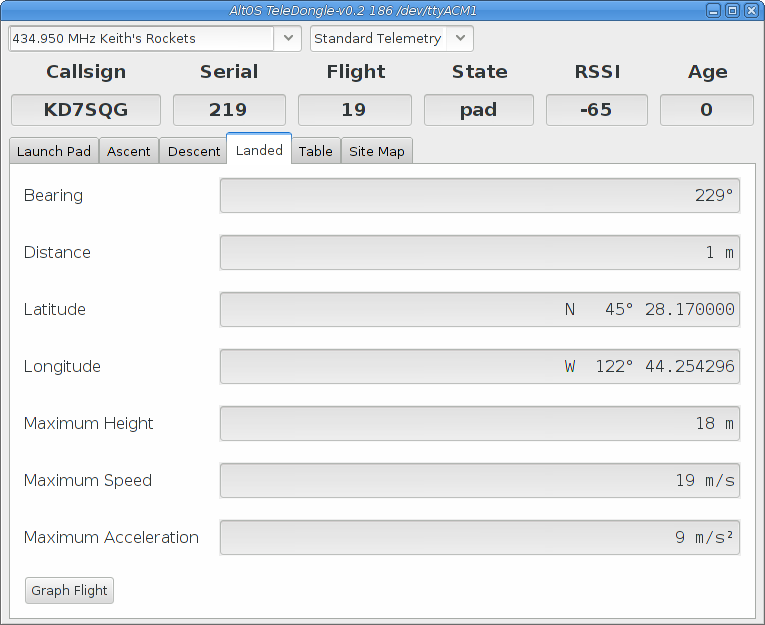 AltOS TeleDongle-v0.2 186 /dev/ttyACM1
434.950 MHz Keith's Rockets Standard Telemetry
Callsign Serial Flight State RSSI Age
KD7SQG 219 19 pad -65 0
Launch Pad Ascent Descent Landed Table Site Map
Bearing 229°
Distance 1 m
Latitude N 45° 28.170000
Longitude W 122° 44.254296
Maximum Height 18 m
Maximum Speed 19 m/s
Maximum Acceleration 9 m/s²
Graph Flight